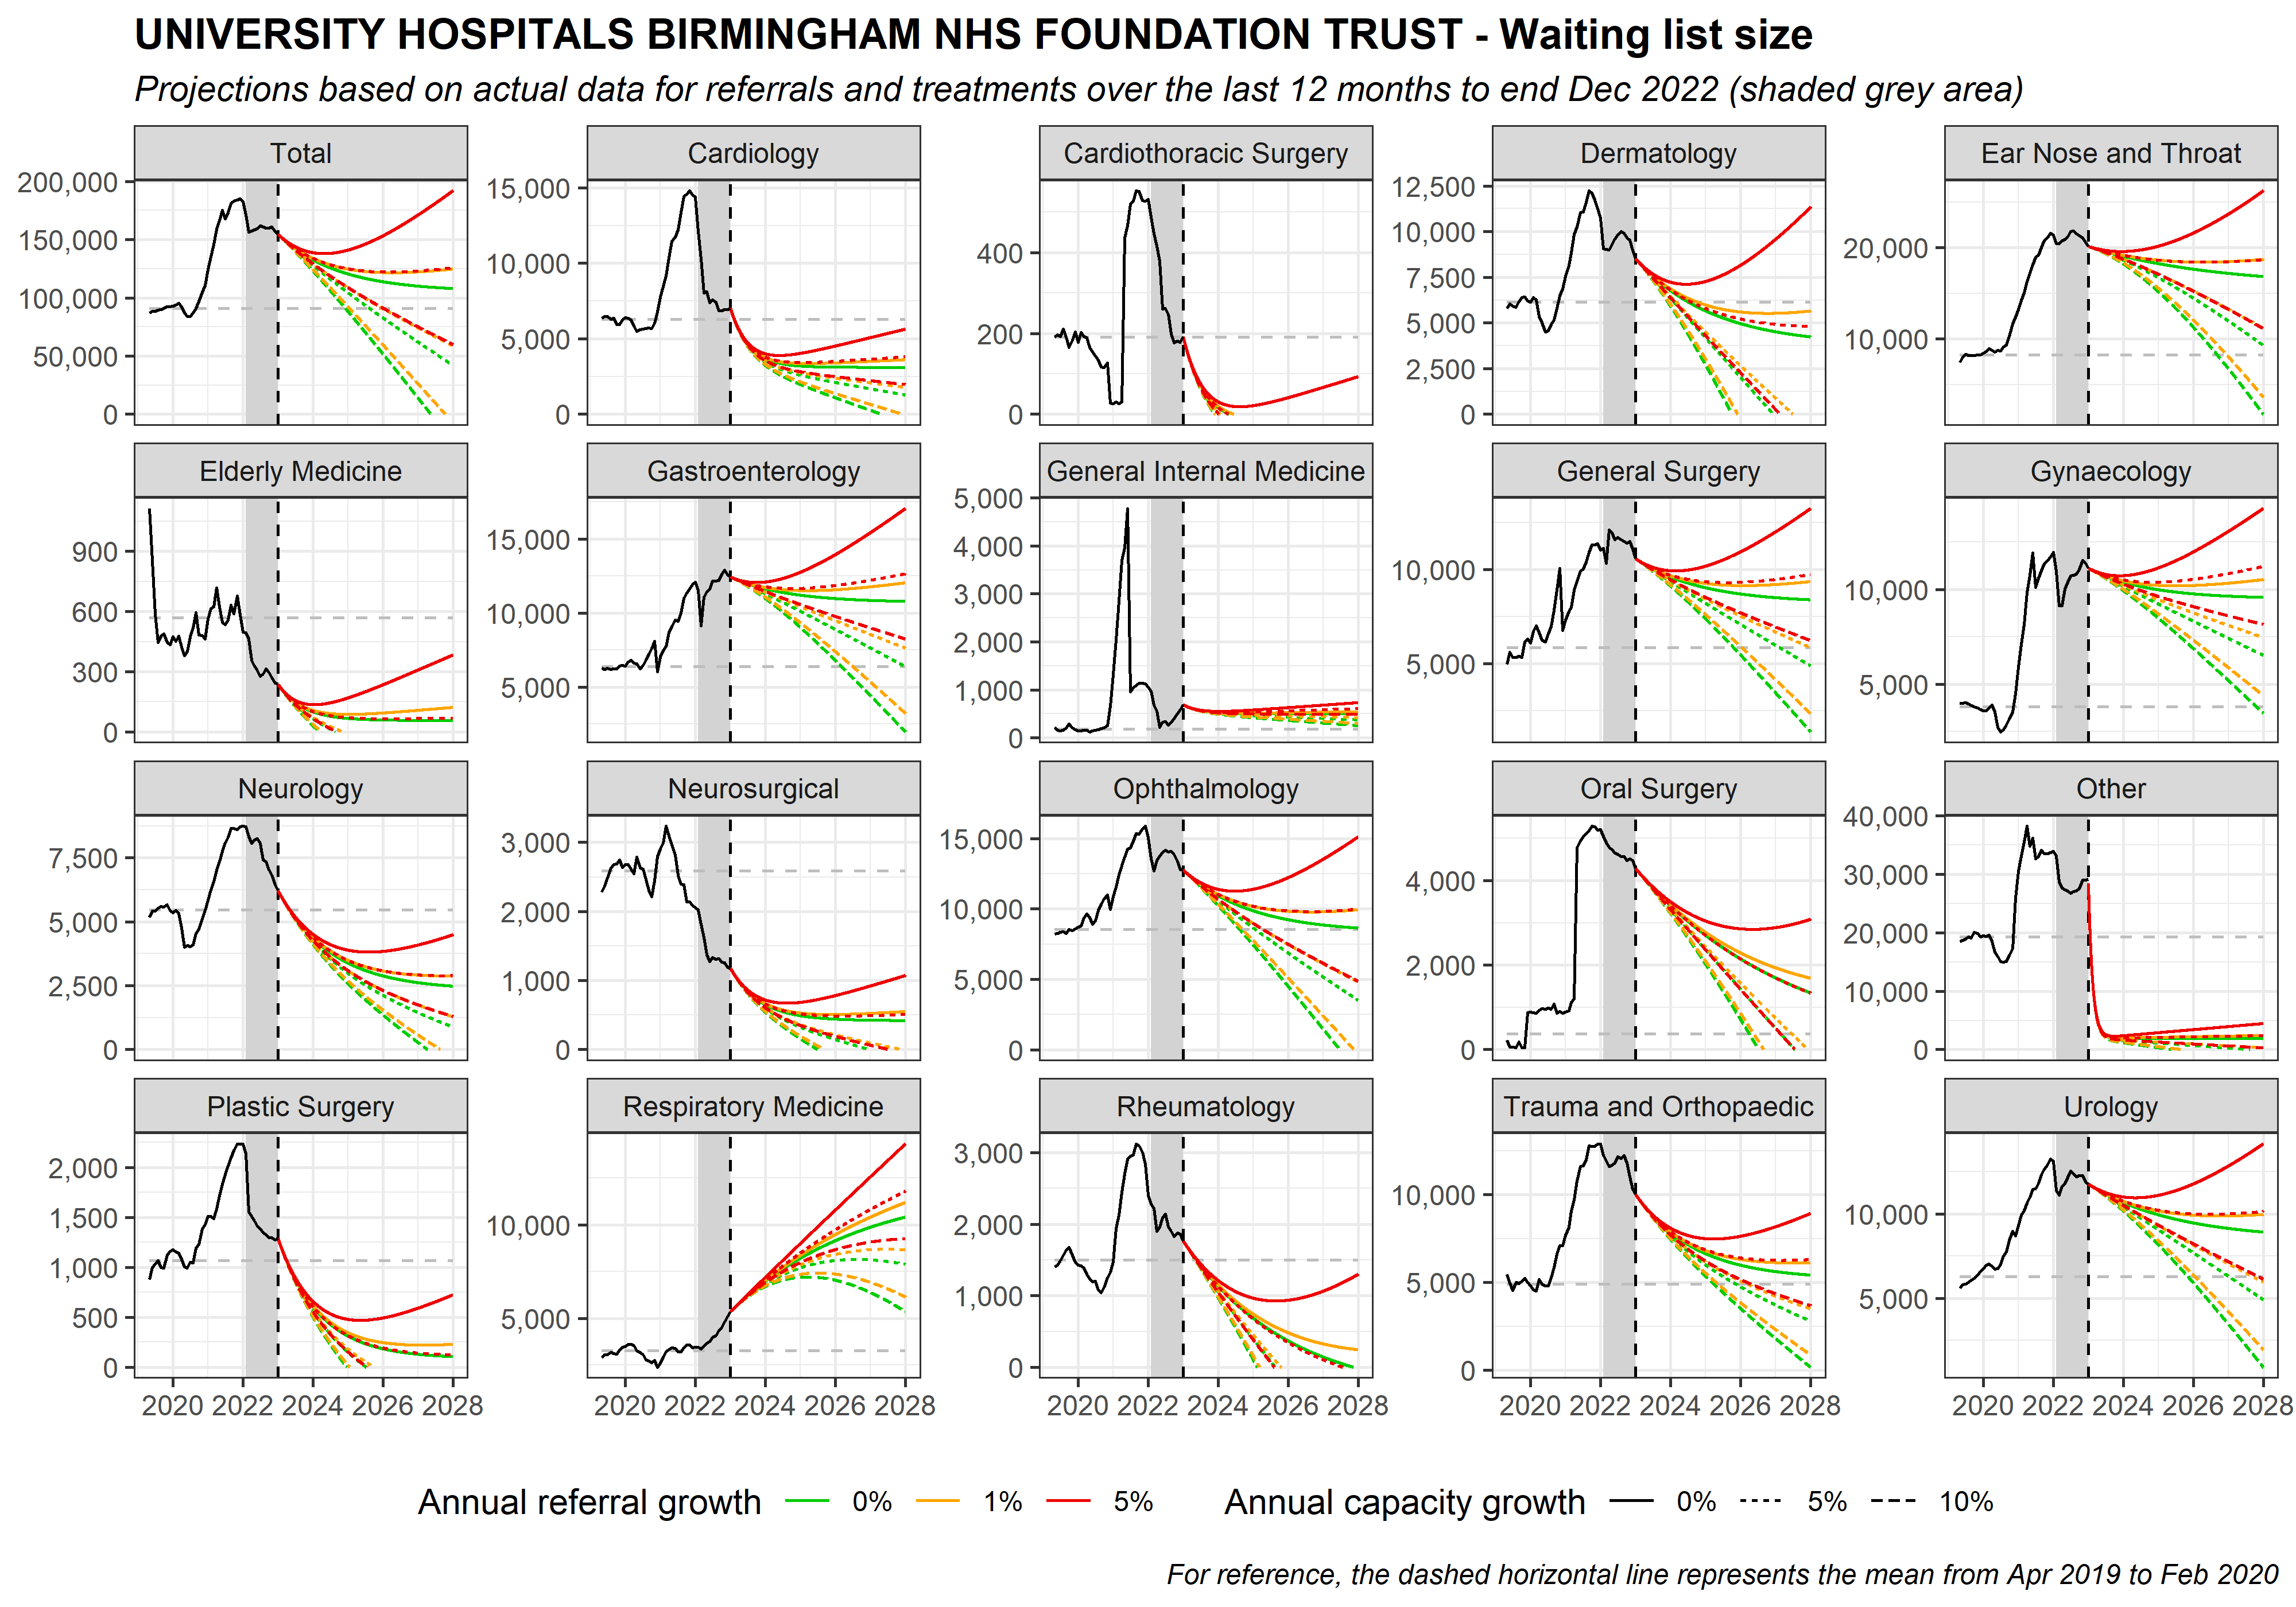 UNIVERSITY HOSPITALS BIRMINGHAM NHS FOUNDATION TRUST - Waiting list size
Projections based on actual data for referrals and treatments over the last 12 months to end Dec 2022 (shaded grey area)
Total
200,000
150,000
100,000
50,000
0
Cardiology
15,000
10,000
5,000
0
Cardiothoracic Surgery
400
200
0
Dermatology
12,500
10,000
7,500
5,000
2,500
0
Ear Nose and Throat
20,000
10,000
Elderly Medicine
900
600
300
0
Gastroenterology
15,000
10,000
5,000
General Internal Medicine
5,000
4,000
3,000
2,000
1,000
0
General Surgery
10,000
5,000
Gynaecology
10,000
5,000
Neurology
7,500
5,000
2,500
0
Neurosurgical
3,000
2,000
1,000
0
Ophthalmology
15,000
10,000
5,000
0
Oral Surgery
4,000
2,000
0
Other
40,000
30,000
20,000
10,000
0
Plastic Surgery
2,000
1,500
1,000
500
0
Respiratory Medicine
10,000
5,000
Rheumatology
3,000
2,000
1,000
0
Trauma and Orthopaedic
10,000
5,000
0
Urology
10,000
5,000
2020 2022 2024 2026 2028
2020 2022 2024 2026 2028
2020 2022 2024 2026 2028
2020 2022 2024 2026 2028
2020 2022 2024 2026 2028
Annual referral growth 0% 1% 5% Annual capacity growth 0% 5% 10%
For reference, the dashed horizontal line represents the mean from Apr 2019 to Feb 2020